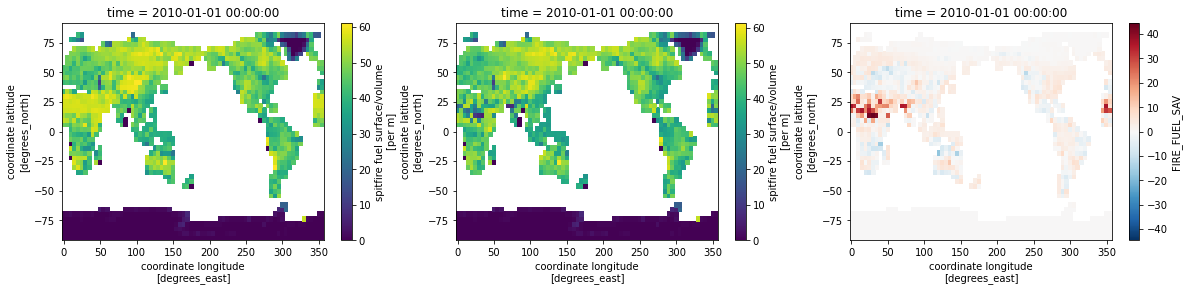 time = 2010-01-01 00:00:00
75
50
25
0
−25
−50
−75
coordinate latitude
[degrees_north]
0 50 100 150 200 250 300 350
coordinate longitude
[degrees_east]
60
50
40
30
20
10
0
spitfire fuel surface/volume
[per m]
time = 2010-01-01 00:00:00
75
50
25
0
−25
−50
−75
coordinate latitude
[degrees_north]
0 50 100 150 200 250 300 350
coordinate longitude
[degrees_east]
60
50
40
30
20
10
0
spitfire fuel surface/volume
[per m]
time = 2010-01-01 00:00:00
75
50
25
0
−25
−50
−75
coordinate latitude
[degrees_north]
0 50 100 150 200 250 300 350
coordinate longitude
[degrees_east]
40
30
20
10
0
−10
−20
−30
−40
FIRE_FUEL_SAV